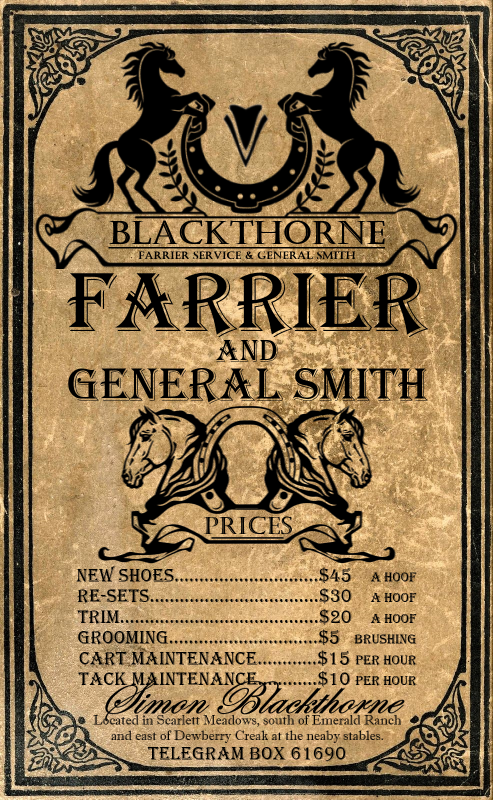 BLACKTHORNE
FARRIER SERVICE & GENERAL SMITH
FARRIER
AND
GENERAL SMITH
PRICES
NEW SHOES............................$45 A HOOF
RE-SETS.................................$30 A HOOF
TRIM.......................................$20 A HOOF
GROOMING.............................$5 BRUSHING
CART MAINTENANCE............$15 PER HOUR
TACK MAINTENANCE............$10 PER HOUR
Simon Blackthorne
Located in Scarlett Meadows, south of Emerald Ranch
and east of Dewberry Creak at the neaby stables.
TELEGRAM BOX 61690